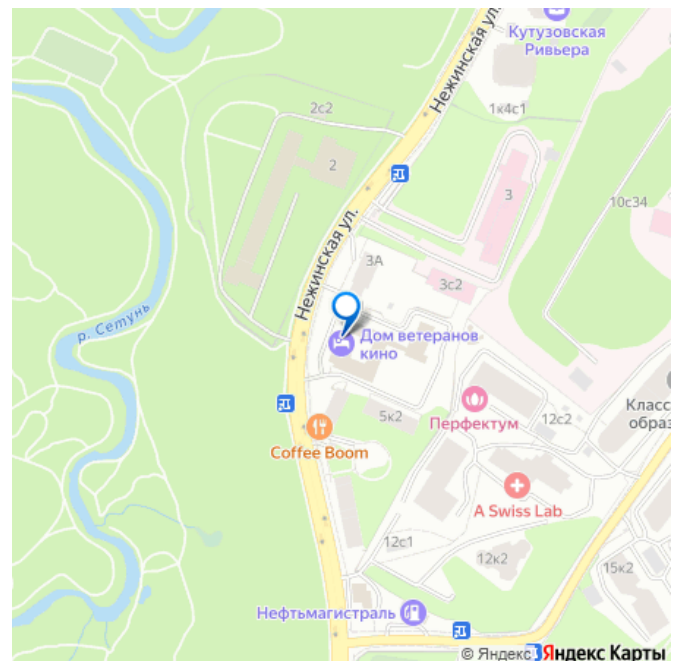 Кутузовская
Ривьера
Нежинская ул.
1к4с1
2с2
2
3
10с34
Нежинская ул.
3А
3с2
р. Сетунь
Дом ветеранов
кино
5к2
Перфектум
12с2
Класс
образ
Coffee Boom
A Swiss Lab
12с1
12к2
15к2
Нефтьмагистраль
© Яндекс
Яндекс Карты